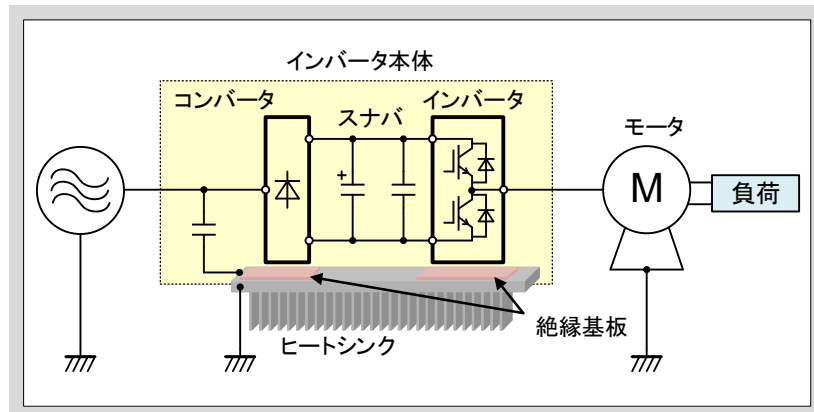 インバータ本体
コンバータ
スナバ
インバータ
モータ
+
M
負荷
絶縁基板
ヒートシンク